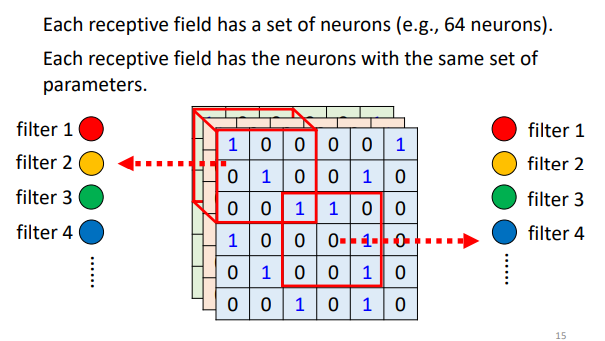 Each receptive field has a set of neurons (e.g., 64 neurons).
Each receptive field has the neurons with the same set of
parameters.
filter 1
filter 2
filter 3
filter 4
......
1 0 0 0 0 1
0 1 0 0 1 0
0 0 1 1 0 0
1 0 0 0 1 0
0 1 0 0 1 0
0 0 1 0 1 0
filter 1
filter 2
filter 3
filter 4
......
15